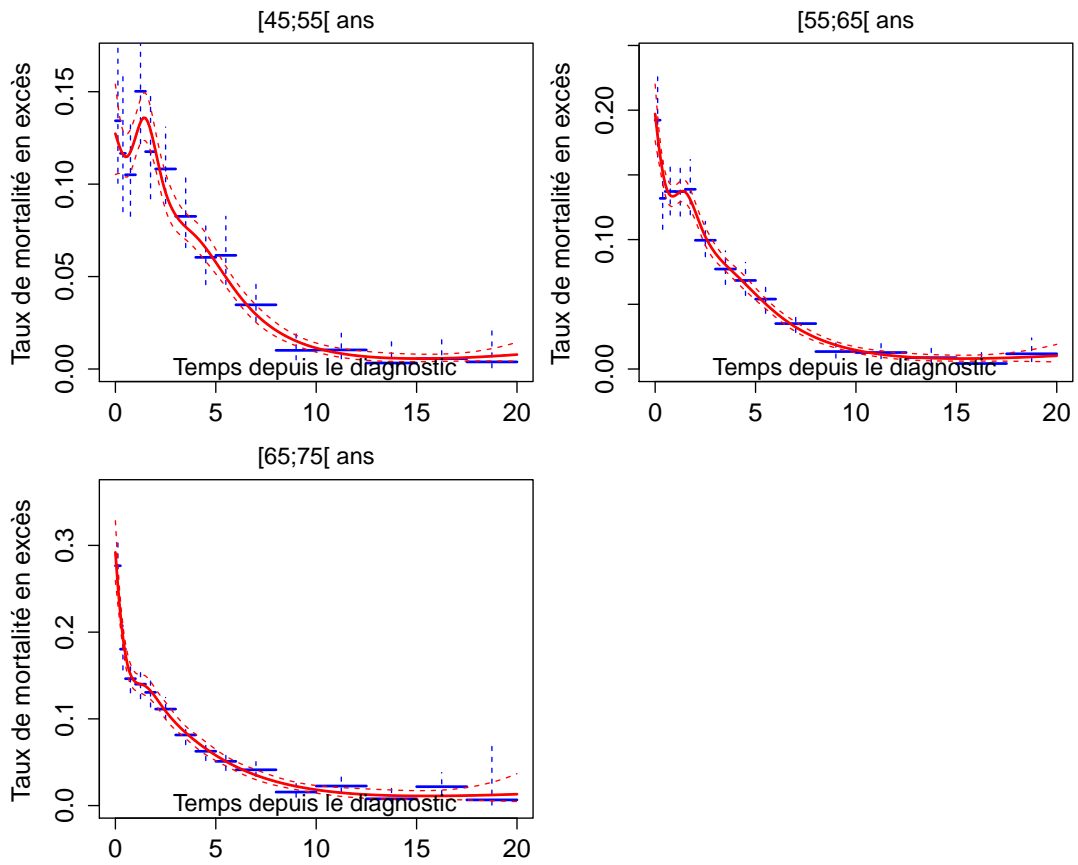 [45;55[ ans
Taux de mortalité en excès
0.15
0.10
0.05
0.00
Temps depuis le diagnostic
0 5 10 15 20
[55;65[ ans
Taux de mortalité en excès
0.20
0.10
0.00
Temps depuis le diagnostic
0 5 10 15 20
[65;75[ ans
Taux de mortalité en excès
0.3
0.2
0.1
0.0
Temps depuis le diagnostic
0 5 10 15 20